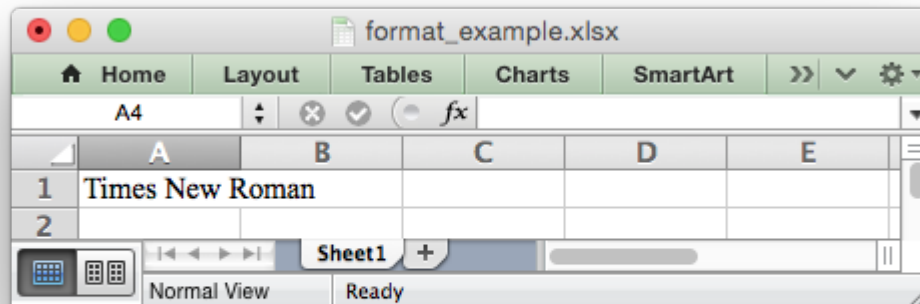 format_example.xlsx
Home Layout Tables Charts SmartArt
A4 fx
A B C D E
1 Times New Roman
2
Sheet1 +
Normal View Ready